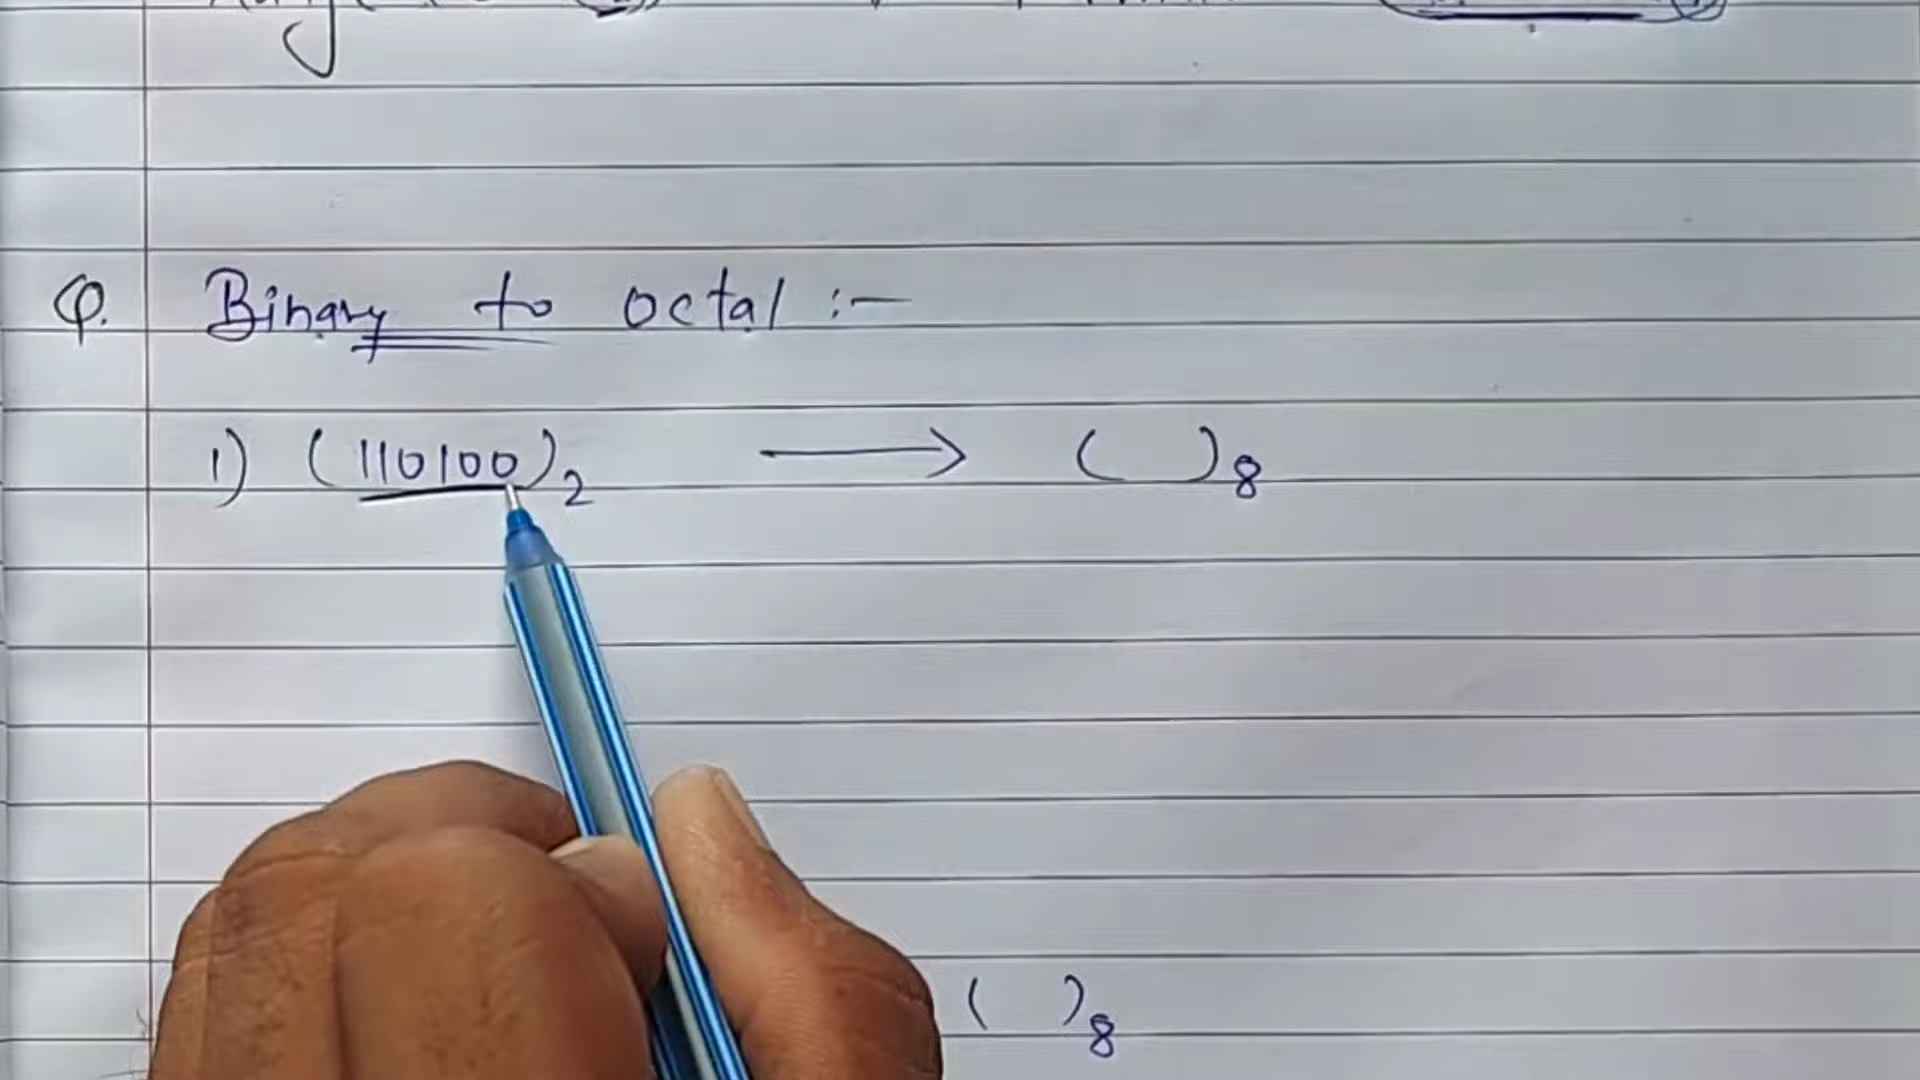 Q. Binary to octal :-
1) (110100)2 ⟶ ( )8
( )8